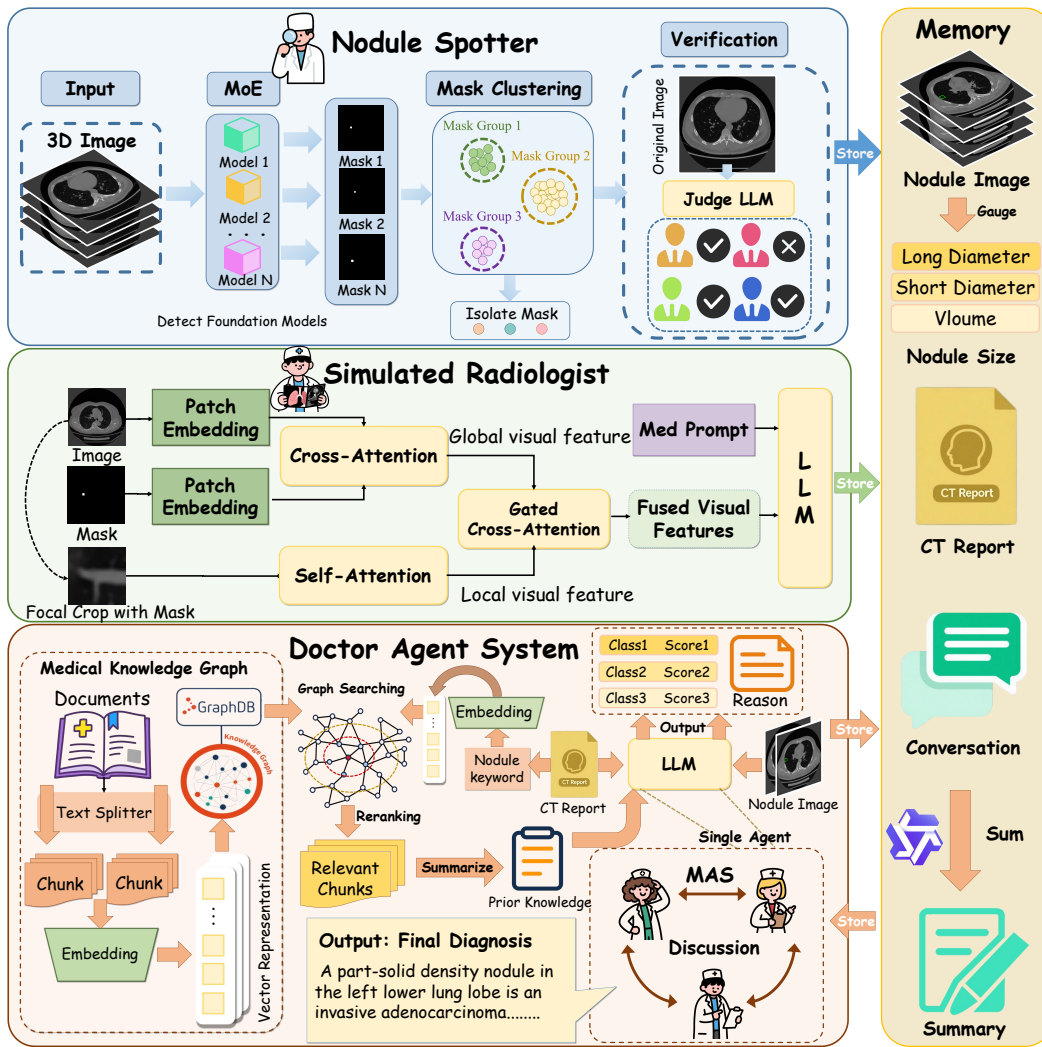 Nodule Spotter
Input
3D Image
MoE
Model 1
Model 2
. . .
Model N
Detect Foundation Models
Mask 1
Mask 2
Mask N
Mask Clustering
Mask Group 1
Mask Group 2
Mask Group 3
Isolate Mask
Verification
Original Image
Judge LLM
Store
Simulated Radiologist
Image
Mask
Focal Crop with Mask
Patch
Embedding
Patch
Embedding
Cross-Attention
Self-Attention
Global visual feature
Local visual feature
Gated
Cross-Attention
Med Prompt
Fused Visual
Features
L
L
M
Store
Doctor Agent System
Medical Knowledge Graph
Documents
Text Splitter
Chunk
Chunk
Embedding
GraphDB
Knowledge Graph
Vector Representation
Graph Searching
Embedding
Nodule
keyword
CT Report
CT Report
Reranking
Relevant
Chunks
Summarize
Prior Knowledge
Class1 Score1
Class2 Score2
Class3 Score3
Reason
Output
LLM
Nodule Image
Single Agent
MAS
Discussion
Output: Final Diagnosis
A part-solid density nodule in
the left lower lung lobe is an
invasive adenocarcinoma........
Store
Store
Memory
Nodule Image
Gauge
Long Diameter
Short Diameter
Vloume
Nodule Size
CT Report
CT Report
Conversation
Sum
Summary